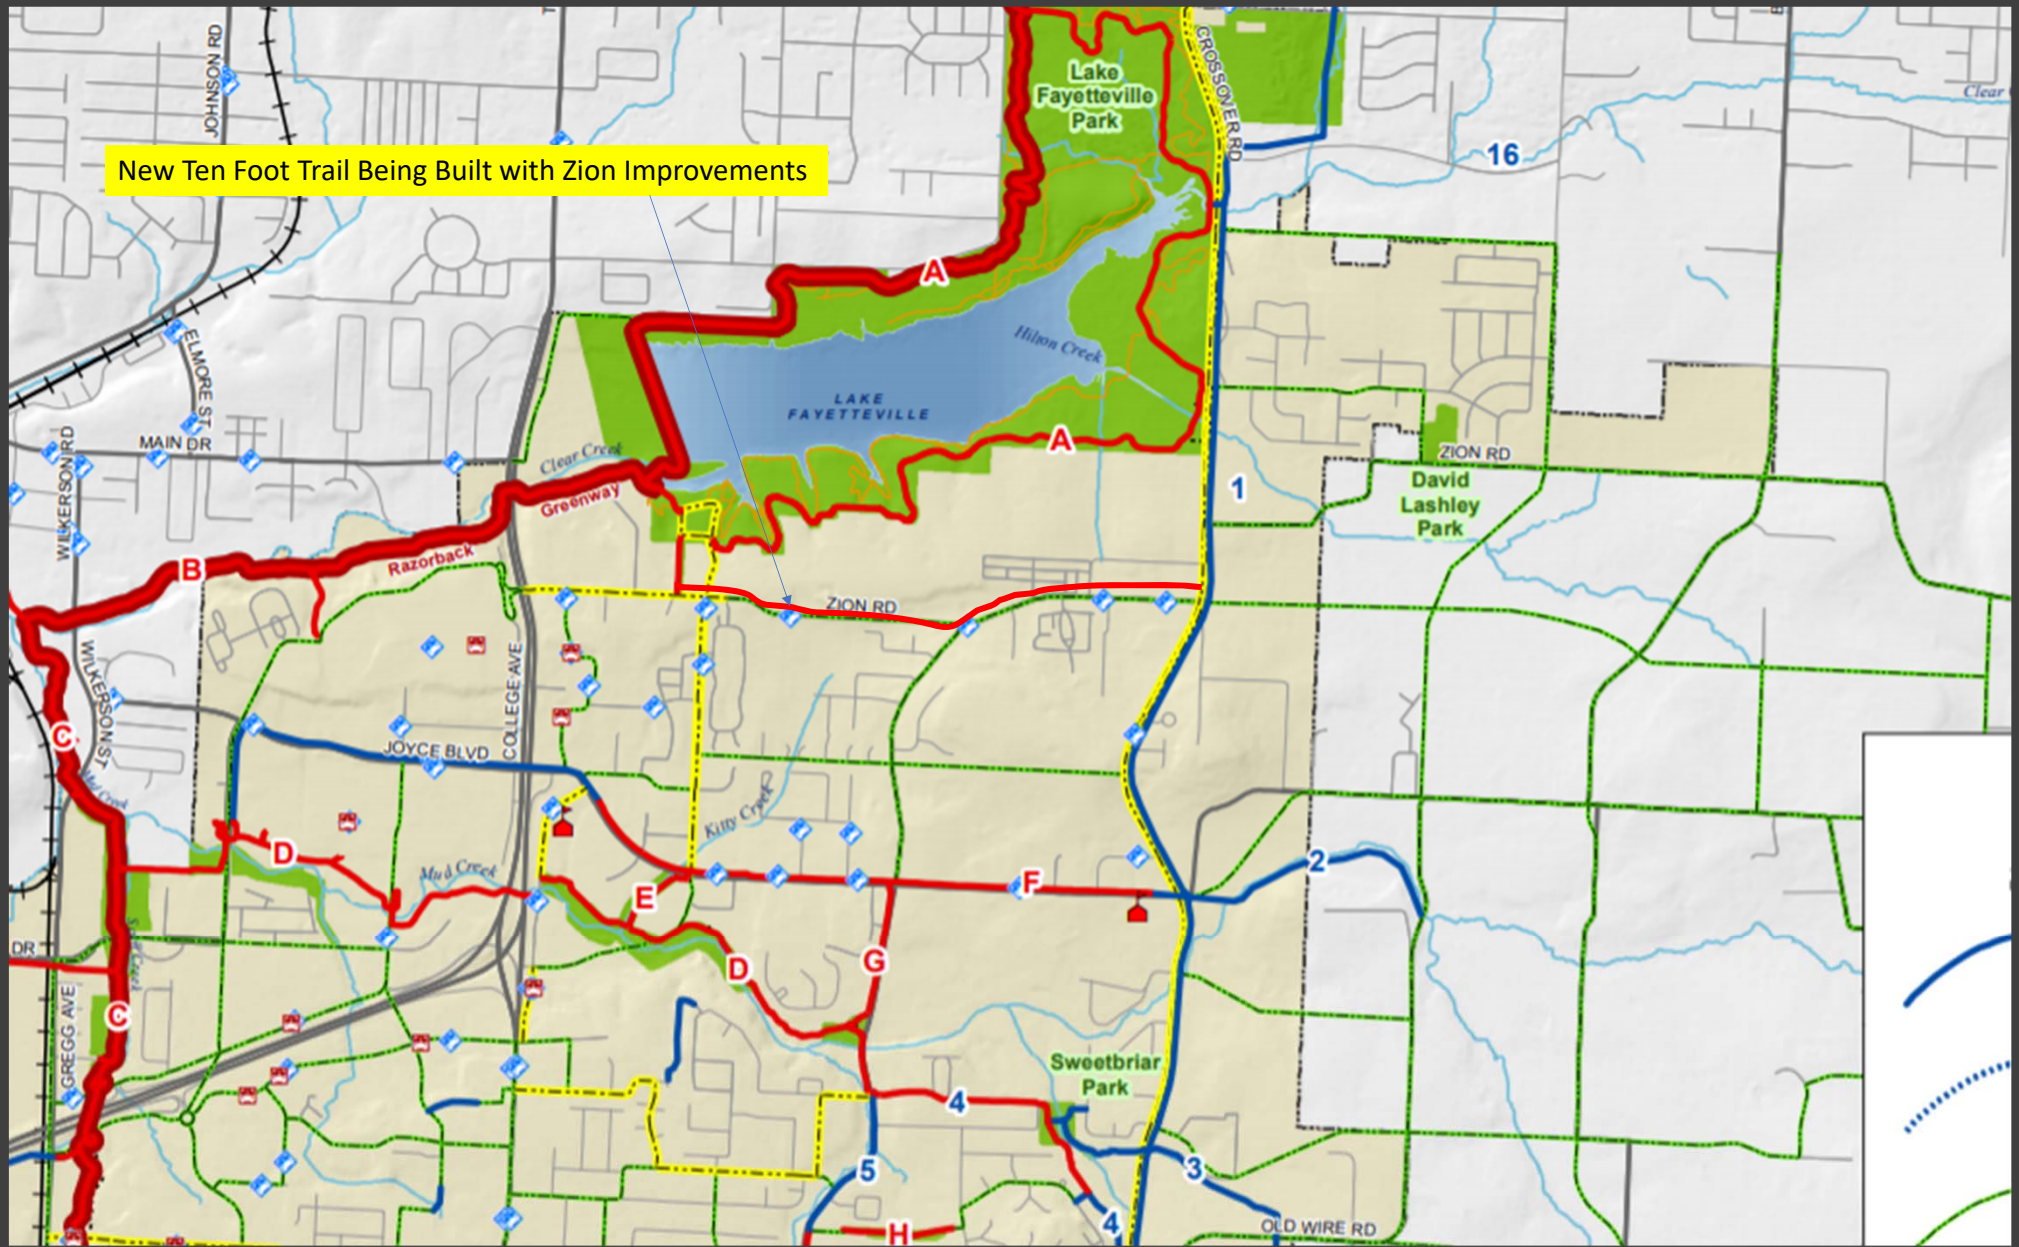 JOHNSON RD
CROSSOVER RD
Lake
Fayetteville
Park
Clear
16
New Ten Foot Trail Being Built with Zion Improvements
A
Hilton Creek
ELMORE ST
LAKE
FAYETTEVILLE
MAIN DR
WILKERSON RD
Clear Creek
A
ZION RD
Greenway
1
David
Lashley
Park
Razorback
B
ZION RD
WILKERSON ST
COLLEGE AVE
C
JOYCE BLVD
Mud Creek
Kitty Creek
D
Mud Creek
2
E
F
DR
D
G
GREGG AVE
C
Sweetbriar
Park
4
5
3
4
H
OLD WIRE RD